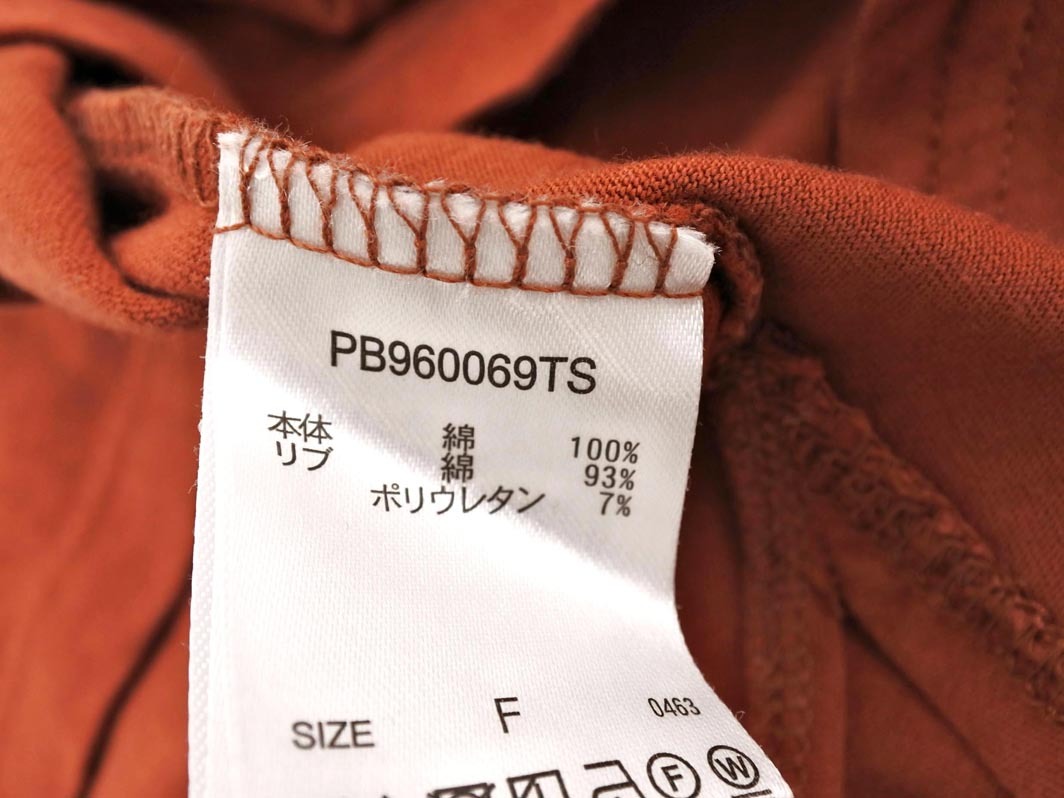 PB960069TS
本体 綿 100%
リブ 綿 93%
ポリウレタン 7%
SIZE F 0463
F W